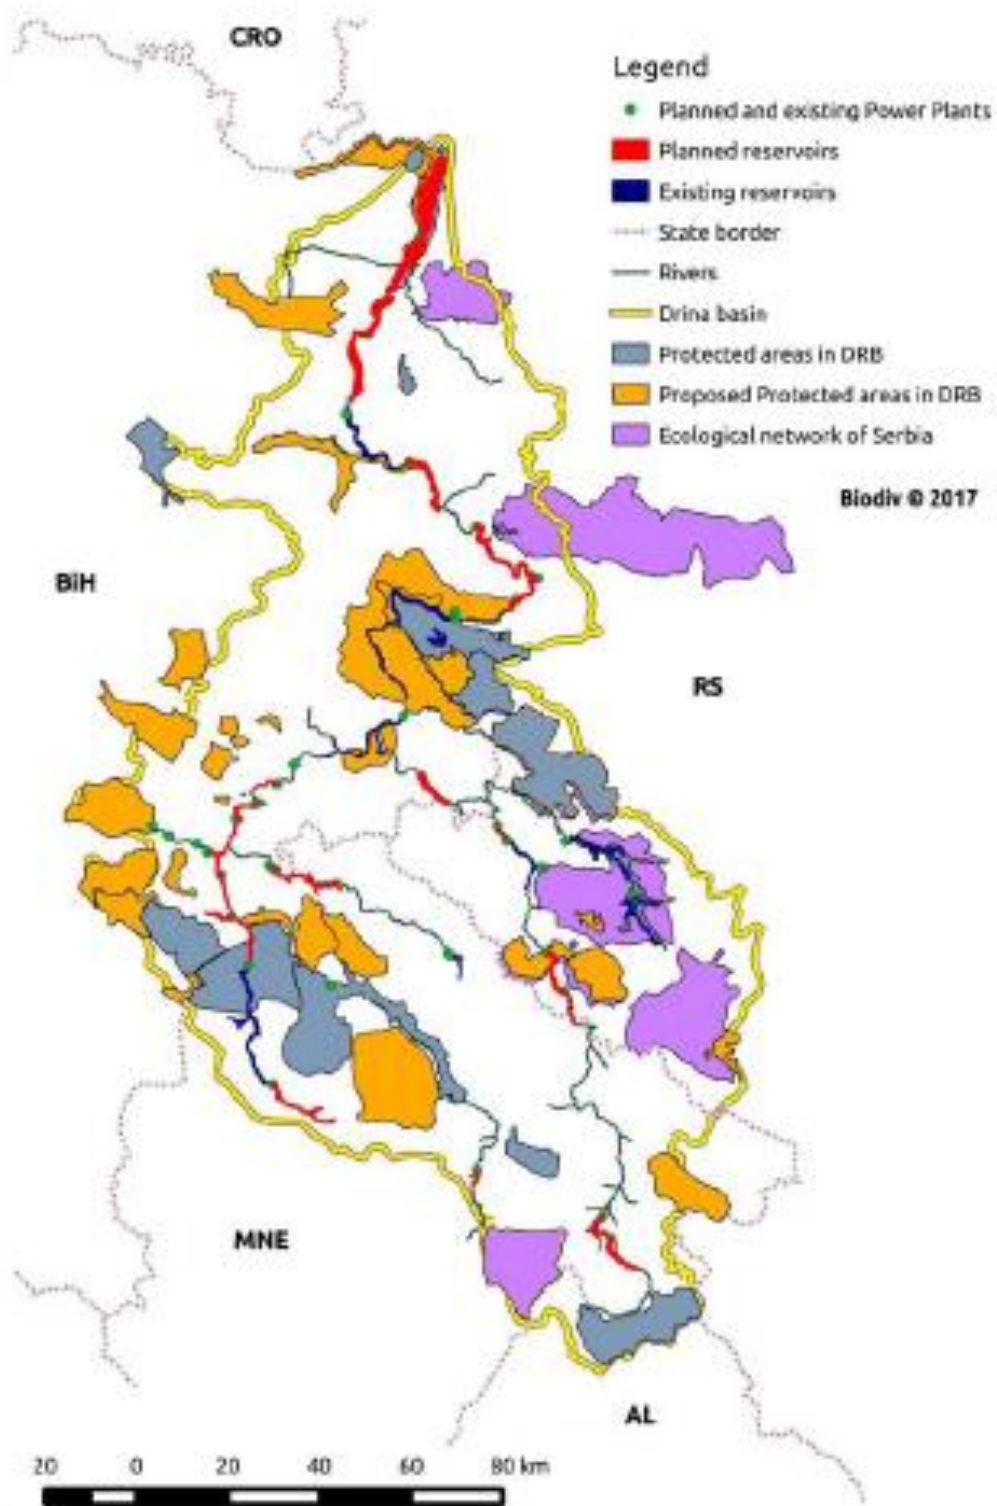 CRO
Legend
Planned and existing Power Plants
Planned reservoirs
Existing reservoirs
State border
Rivers
Drina basin
Protected areas in DRB
Proposed Protected areas in DRB
Ecological network of Serbia
Biodiv © 2017
BiH
RS
MNE
AL
20 0 20 40 60 80 km